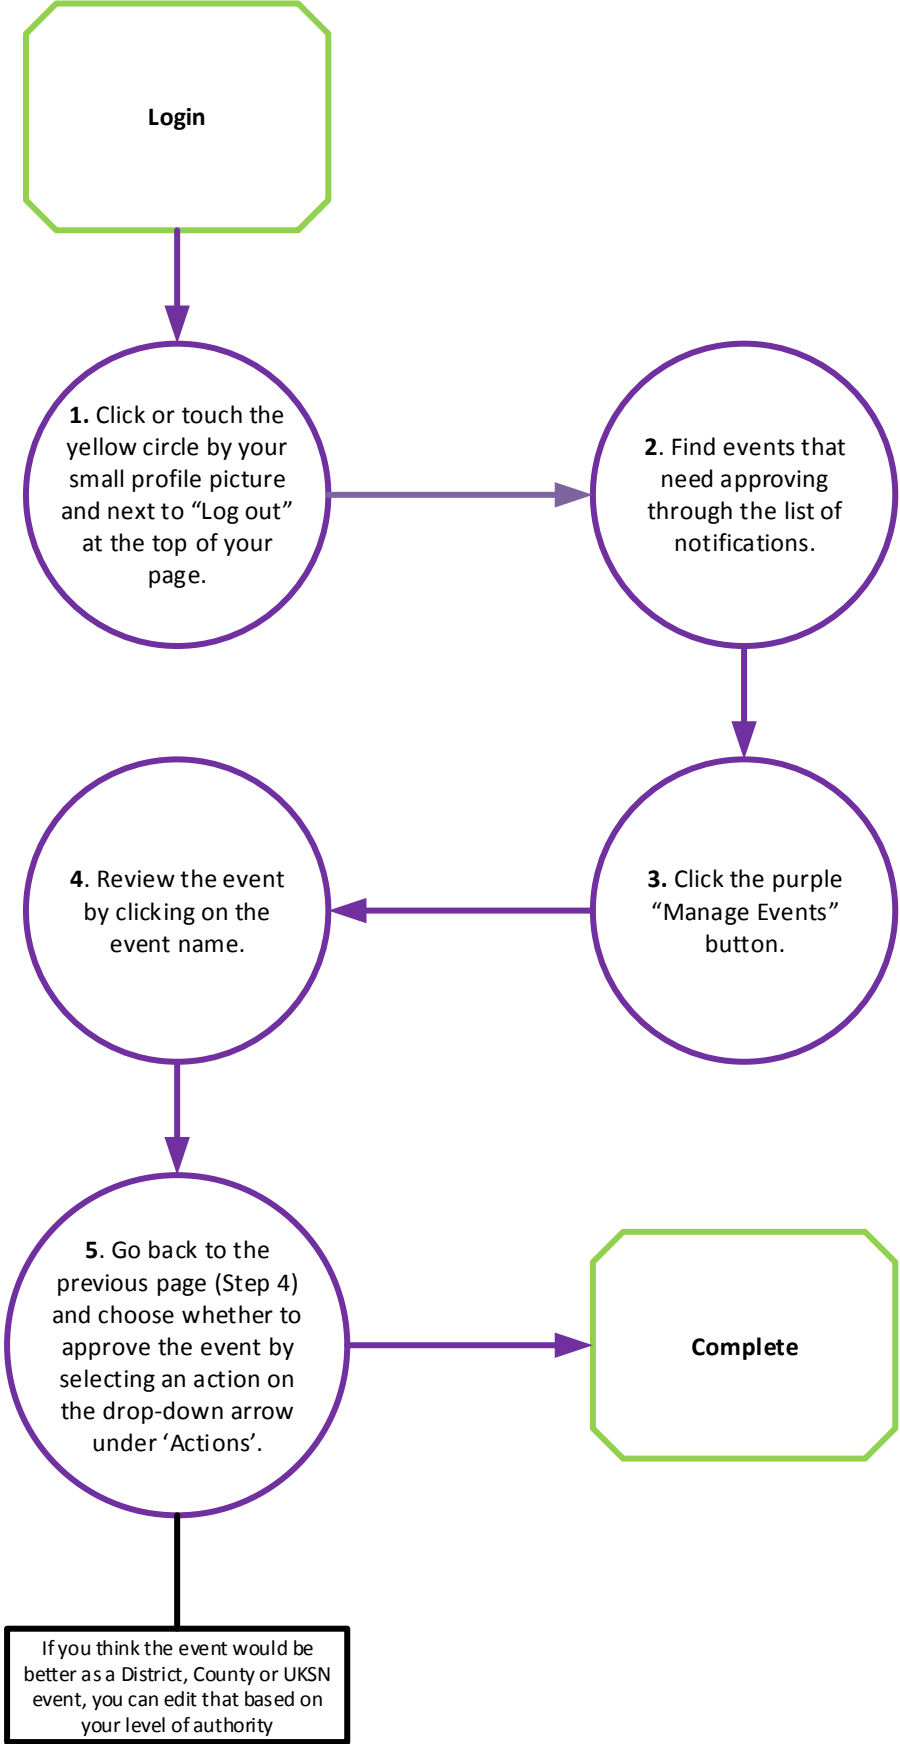 Login
1. Click or touch the
yellow circle by your
small profile picture
and next to “Log out”
at the top of your
page.
2. Find events that
need approving
through the list of
notifications.
3. Click the purple
“Manage Events”
button.
4. Review the event
by clicking on the
event name.
5. Go back to the
previous page (Step 4)
and choose whether to
approve the event by
selecting an action on
the drop-down arrow
under ‘Actions’.
Complete
If you think the event would be
better as a District, County or UKSN
event, you can edit that based on
your level of authority